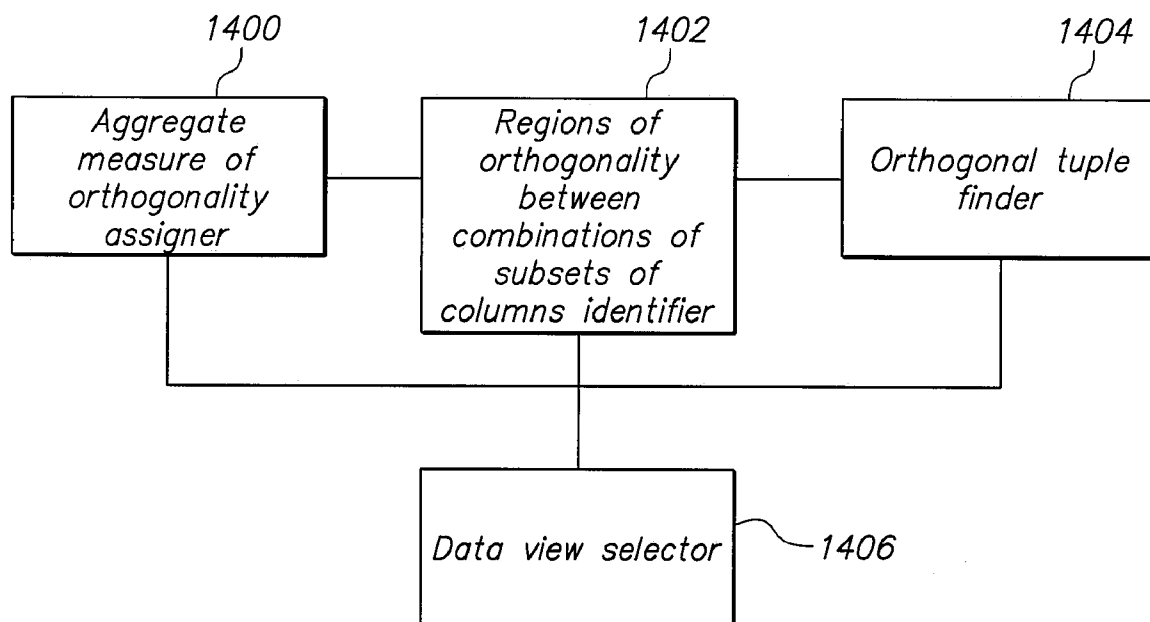 1400
1402
1404
Aggregate
measure of
orthogonality
assigner
Regions of
orthogonality
between
combinations of
subsets of
columns identifier
Orthogonal tuple
finder
Data view selector
1406